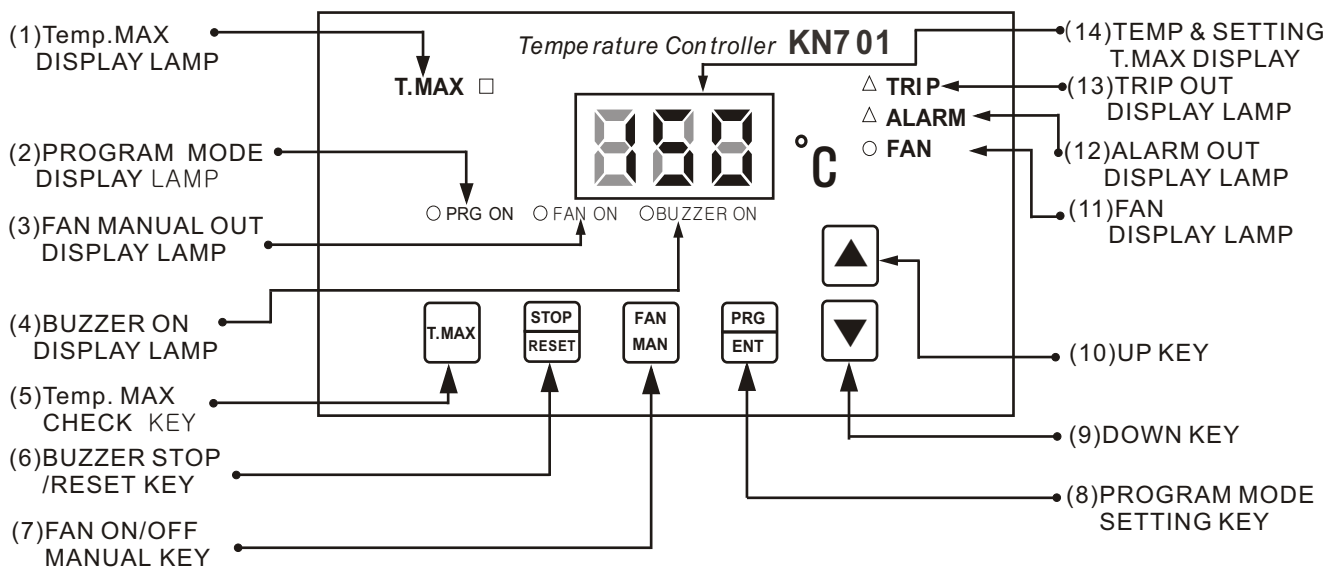 (1)Temp.MAX
DISPLAY LAMP
(2)PROGRAM MODE
DISPLAY LAMP
(3)FAN MANUAL OUT
DISPLAY LAMP
(4)BUZZER ON
DISPLAY LAMP
(5)Temp. MAX
CHECK KEY
(6)BUZZER STOP
/RESET KEY
(7)FAN ON/OFF
MANUAL KEY
Temperature Controller KN701
T.MAX
150
°C
TRIP
ALARM
FAN
PRG ON
FAN ON
BUZZER ON
T.MAX
STOP
RESET
FAN
MAN
PRG
ENT
(14)TEMP & SETTING
T.MAX DISPLAY
(13)TRIP OUT
DISPLAY LAMP
(12)ALARM OUT
DISPLAY LAMP
(11)FAN
DISPLAY LAMP
(10)UP KEY
(9)DOWN KEY
(8)PROGRAM MODE
SETTING KEY